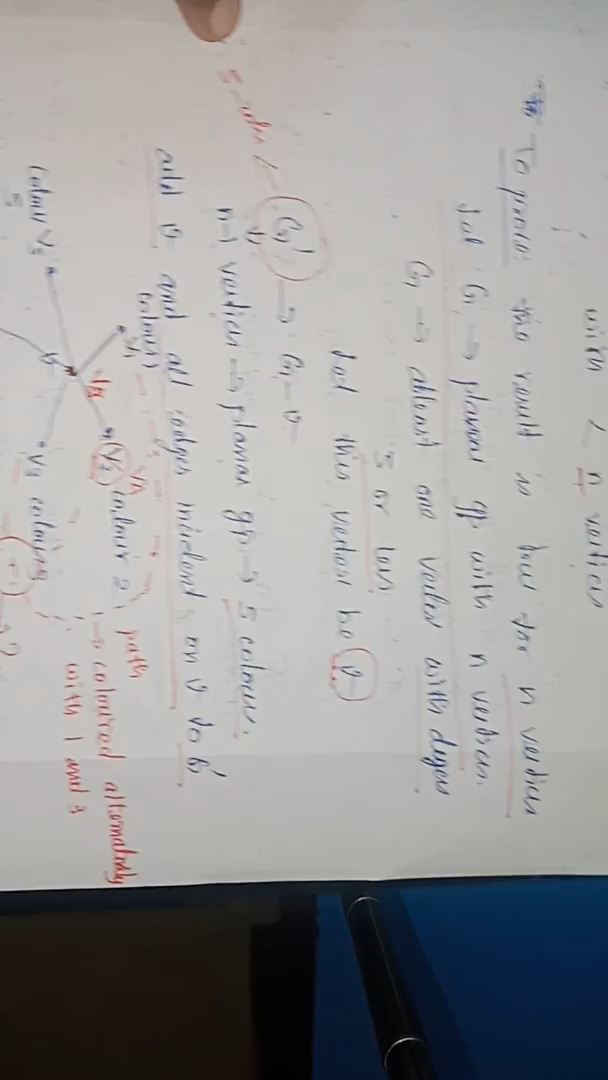 with < n vertices
To prove: the result is true for n vertices
Let G → planar gp with n vertices.
G → atleast one vertex with degree
5 or less
Let this vertex be v
5-color ← G' → G-v
n-1 vertices → planar gp → 5 colours.
add v and all edges incident on v to G'
colour 1
v1
v2 colour 2
v3 colour 3
colour v5
5
v
path
→ coloured alternately
with 1 and 3